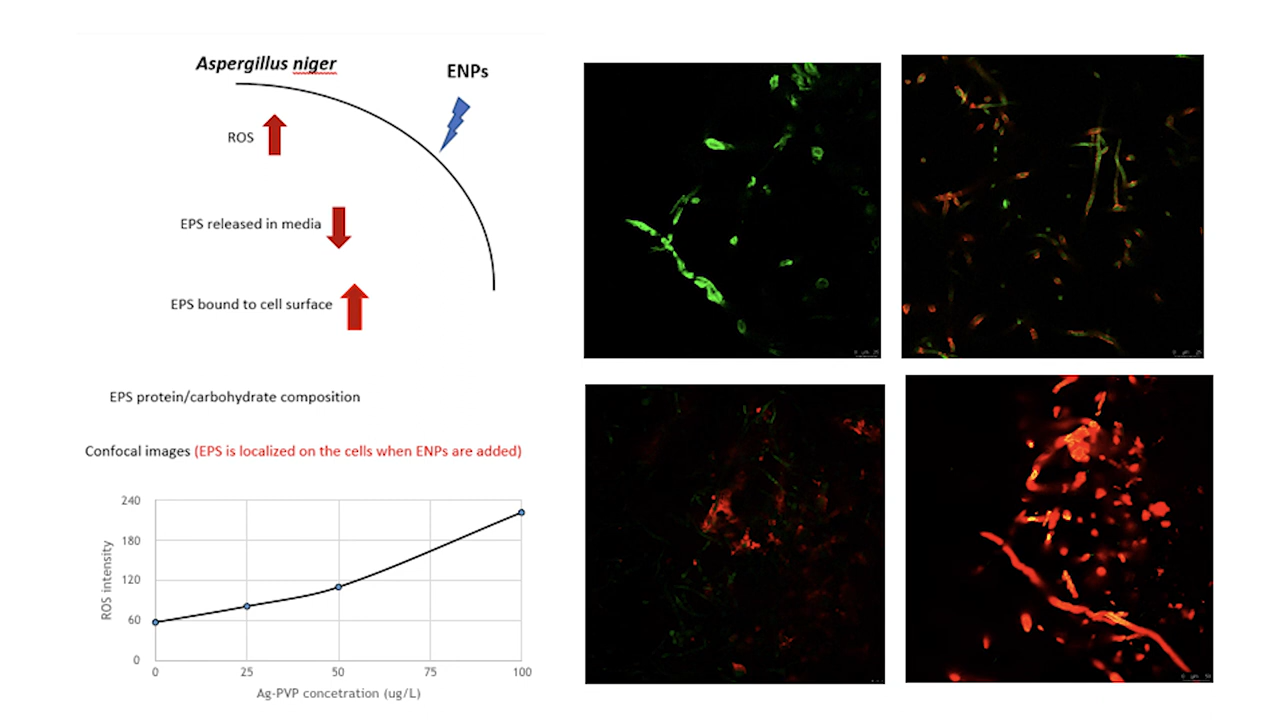 Aspergillus niger
ENPs
ROS
EPS released in media
EPS bound to cell surface
EPS protein/carbohydrate composition
Confocal images (EPS is localized on the cells when ENPs are added)
240
180
120
60
0
ROS intensity
0 25 50 75 100
Ag-PVP concetration (ug/L)